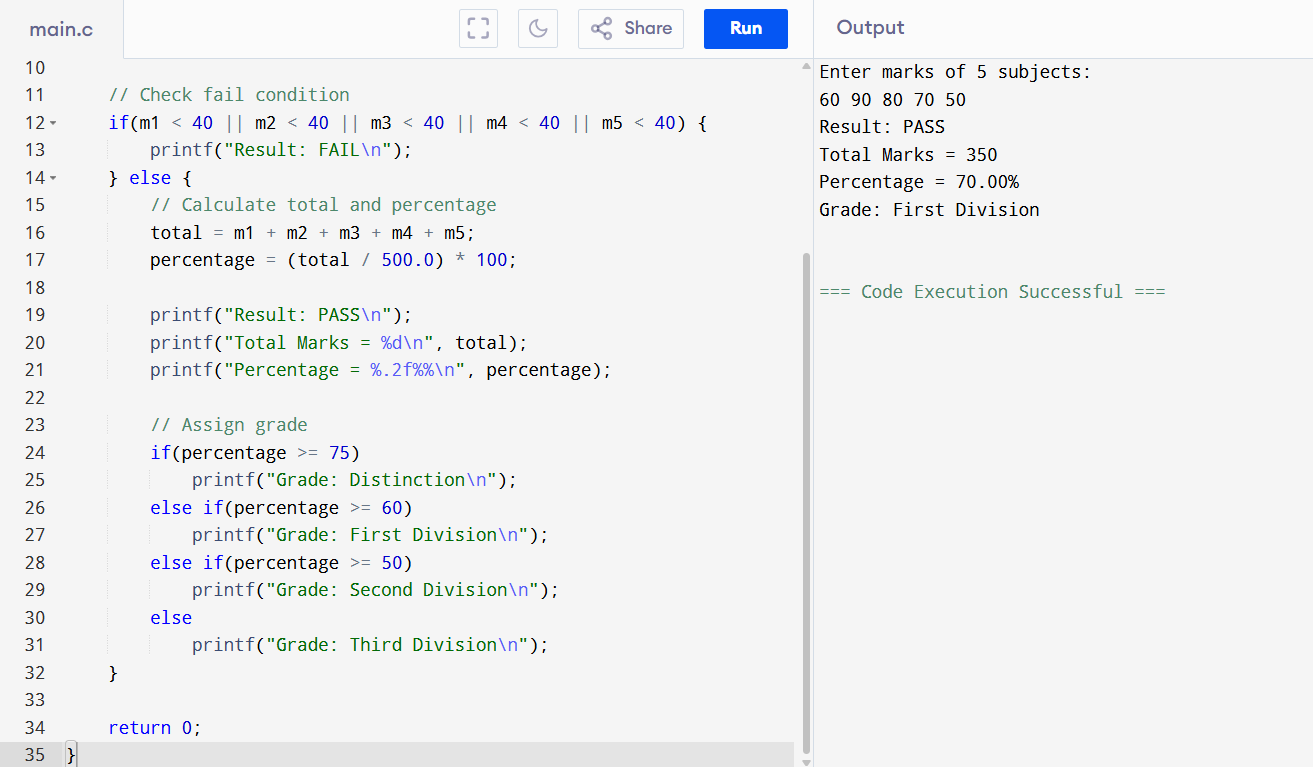 main.c
Share
Run
Output
10
11 // Check fail condition
12 if(m1 < 40 || m2 < 40 || m3 < 40 || m4 < 40 || m5 < 40) {
13 printf("Result: FAIL\n");
14 } else {
15 // Calculate total and percentage
16 total = m1 + m2 + m3 + m4 + m5;
17 percentage = (total / 500.0) * 100;
18
19 printf("Result: PASS\n");
20 printf("Total Marks = %d\n", total);
21 printf("Percentage = %.2f%%\n", percentage);
22
23 // Assign grade
24 if(percentage >= 75)
25 printf("Grade: Distinction\n");
26 else if(percentage >= 60)
27 printf("Grade: First Division\n");
28 else if(percentage >= 50)
29 printf("Grade: Second Division\n");
30 else
31 printf("Grade: Third Division\n");
32 }
33
34 return 0;
35 }
Enter marks of 5 subjects:
60 90 80 70 50
Result: PASS
Total Marks = 350
Percentage = 70.00%
Grade: First Division
=== Code Execution Successful ===